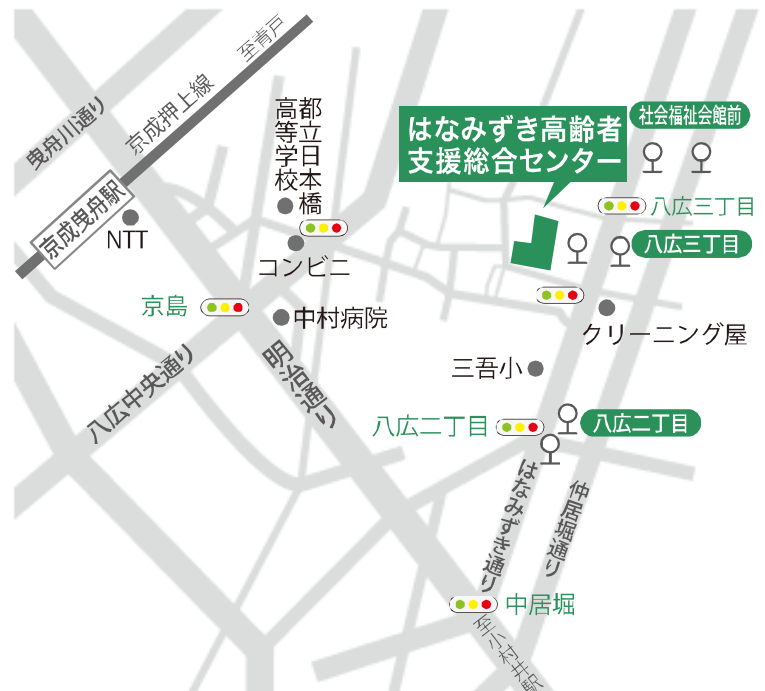 至青戸
京成押上線
曳舟川通り
京成曳舟駅
NTT
都立日本橋
高等学校
コンビニ
京島
中村病院
八広中央通り
明治通り
はなみずき高齢者
支援総合センター
社会福祉会館前
八広三丁目
八広三丁目
クリーニング屋
三吾小
八広二丁目
八広二丁目
はなみずき通り
仲居堀通り
中居堀
至小村井駅